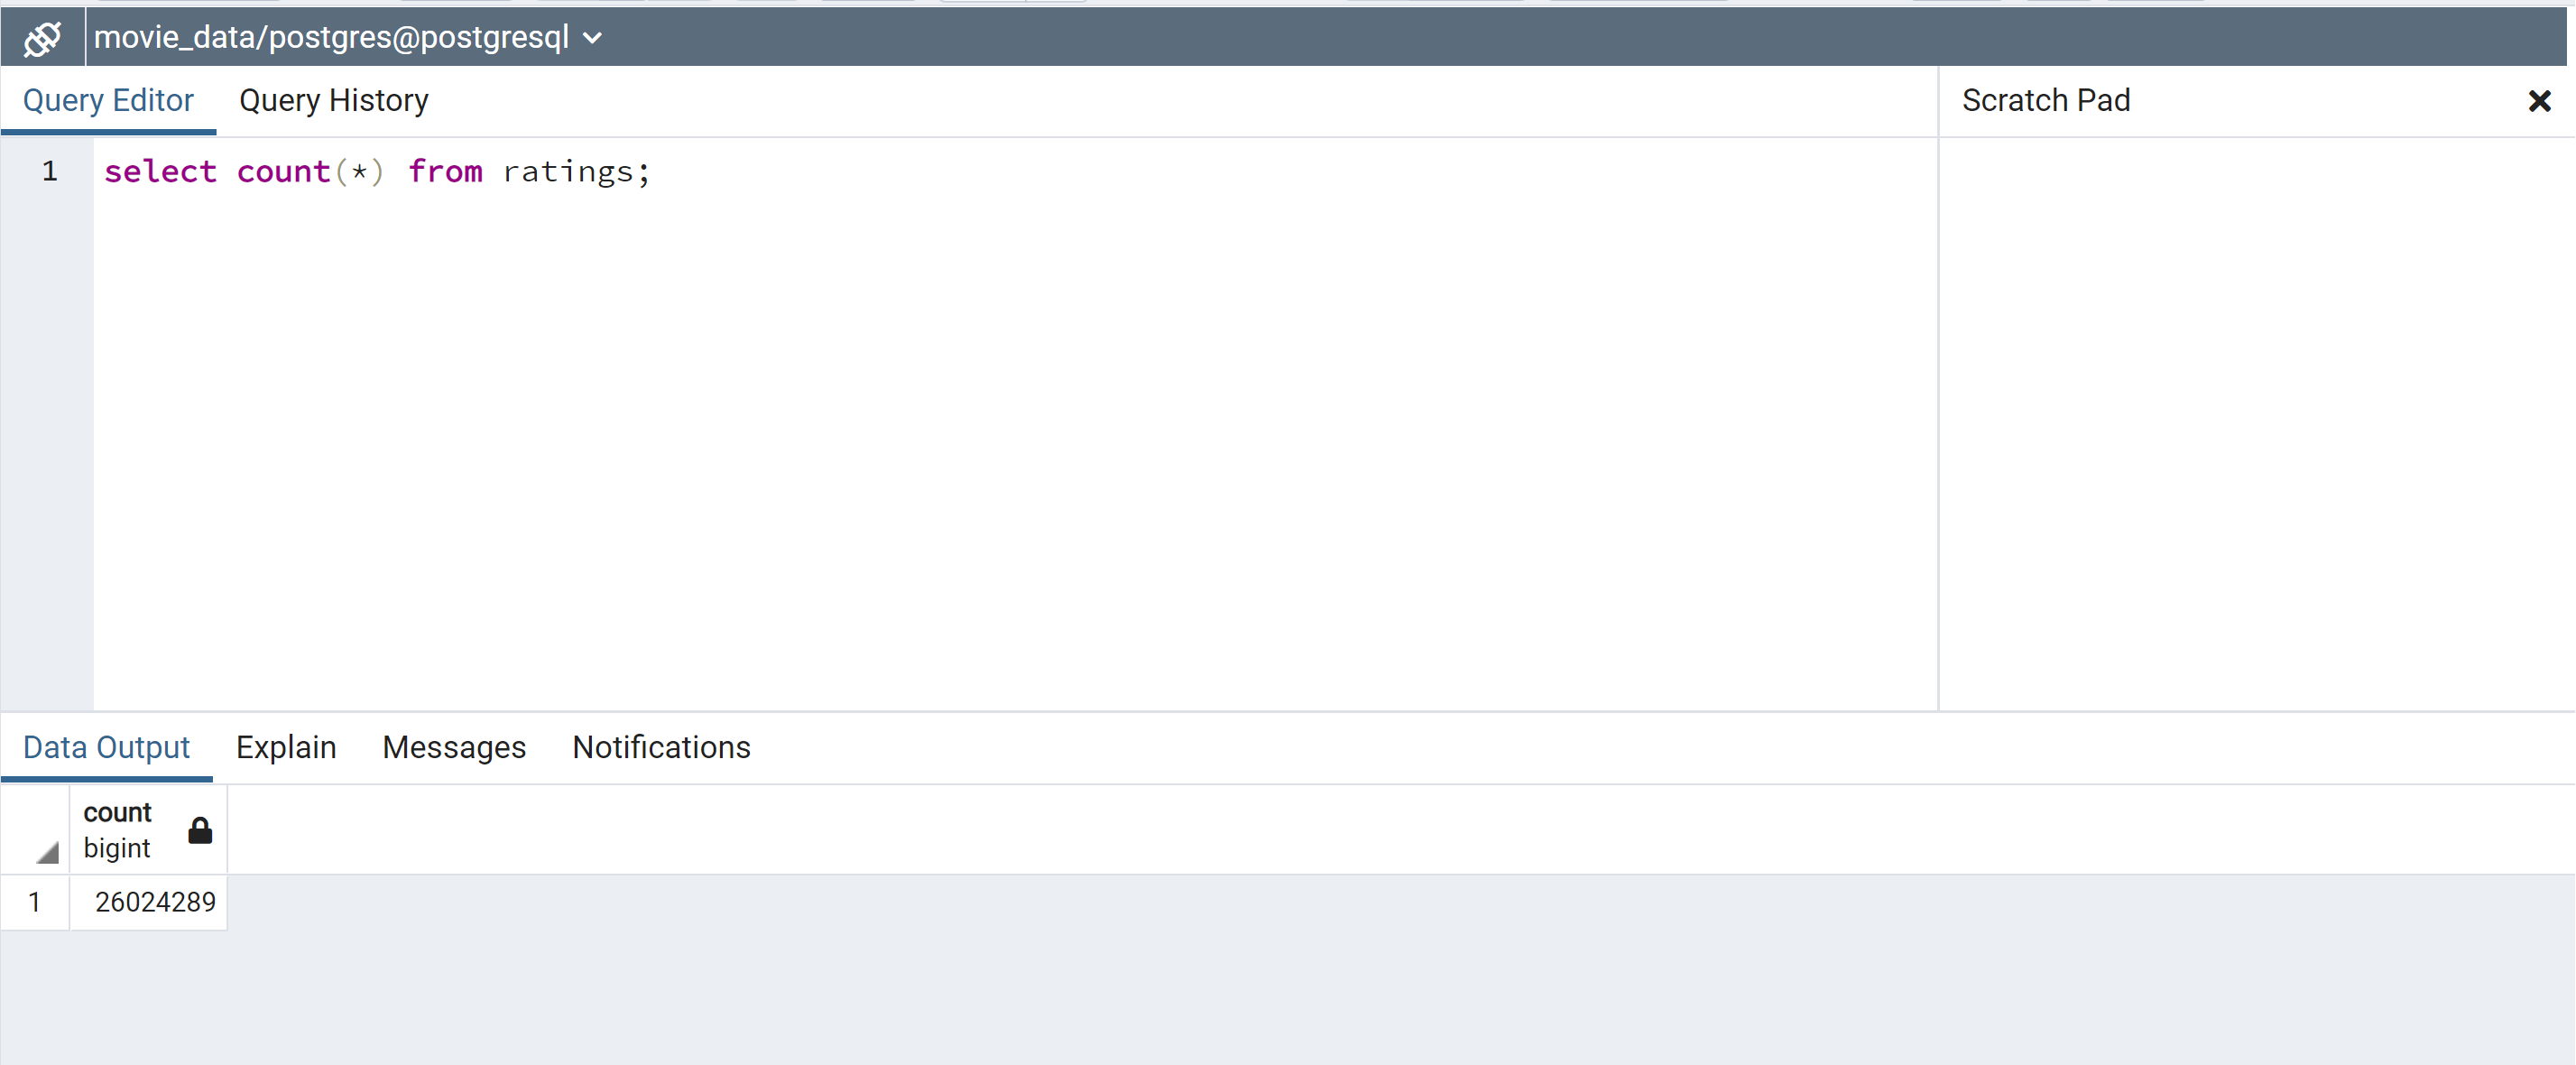 movie_data/postgres@postgresql
Query Editor Query History Scratch Pad
1 select count(*) from ratings;
Data Output Explain Messages Notifications
count
bigint
1 26024289